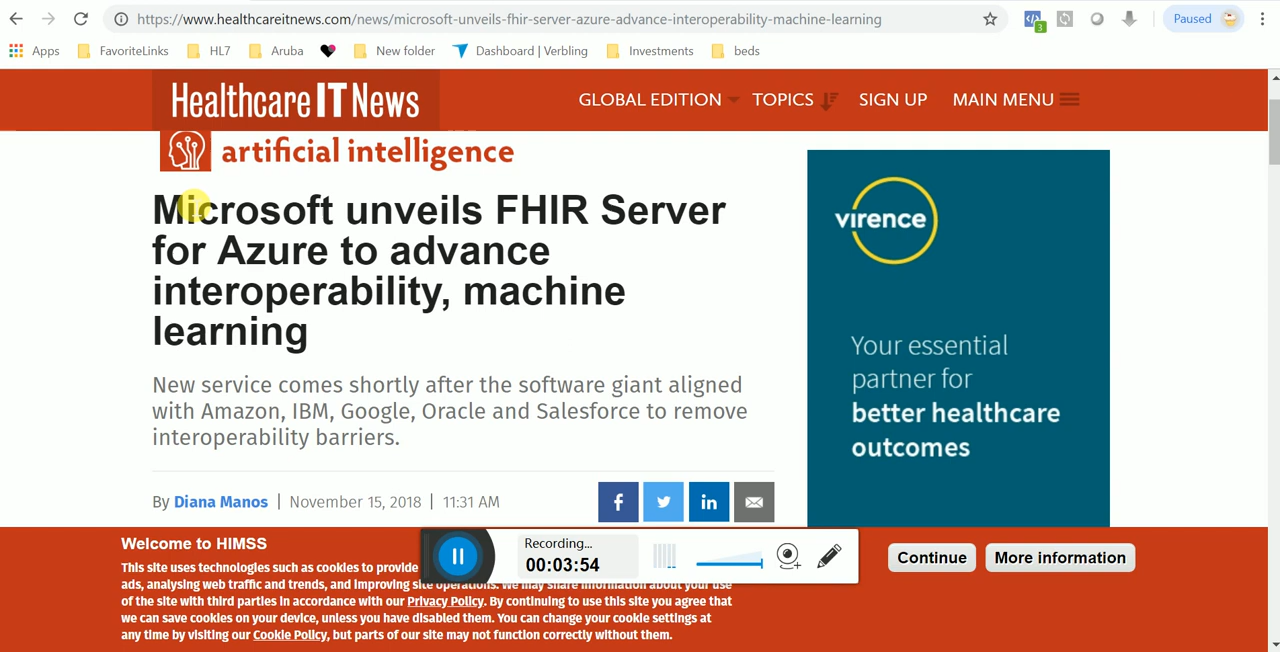 https://www.healthcareitnews.com/news/microsoft-unveils-fhir-server-azure-advance-interoperability-machine-learning
3
Paused
Apps FavoriteLinks HL7 Aruba New folder Dashboard | Verbling Investments beds
Healthcare IT News
GLOBAL EDITION TOPICS SIGN UP MAIN MENU
artificial intelligence
Microsoft unveils FHIR Server
for Azure to advance
interoperability, machine
learning
New service comes shortly after the software giant aligned
with Amazon, IBM, Google, Oracle and Salesforce to remove
interoperability barriers.
By Diana Manos | November 15, 2018 | 11:31 AM
f in
virence
Your essential
partner for
better healthcare
outcomes
Welcome to HIMSS
This site uses technologies such as cookies to provide
ads, analysing web traffic and trends, and improving site operations. We may share information about your use
of the site with third parties in accordance with our Privacy Policy. By continuing to use this site you agree that
we can save cookies on your device, unless you have disabled them. You can change your cookie settings at
any time by visiting our Cookie Policy, but parts of our site may not function correctly without them.
Recording...
00:03:54
Continue
More information